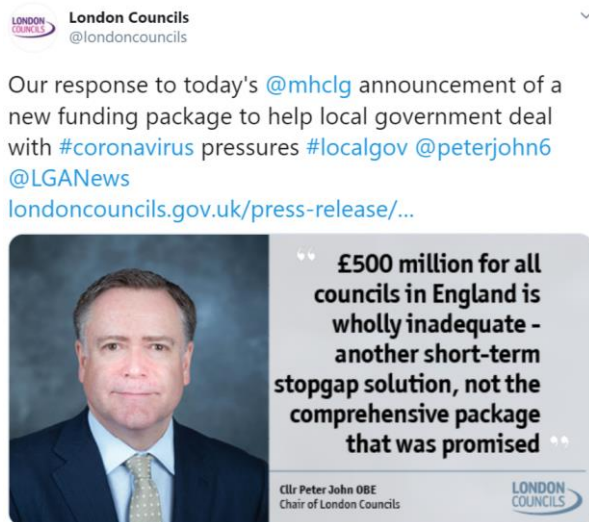 LONDON
COUNCILS
London Councils
@londoncouncils
Our response to today's @mhclg announcement of a
new funding package to help local government deal
with #coronavirus pressures #localgov @peterjohn6
@LGANews
londoncouncils.gov.uk/press-release/...
“ £500 million for all
councils in England is
wholly inadequate -
another short-term
stopgap solution, not the
comprehensive package
that was promised ”
Cllr Peter John OBE
Chair of London Councils
LONDON
COUNCILS